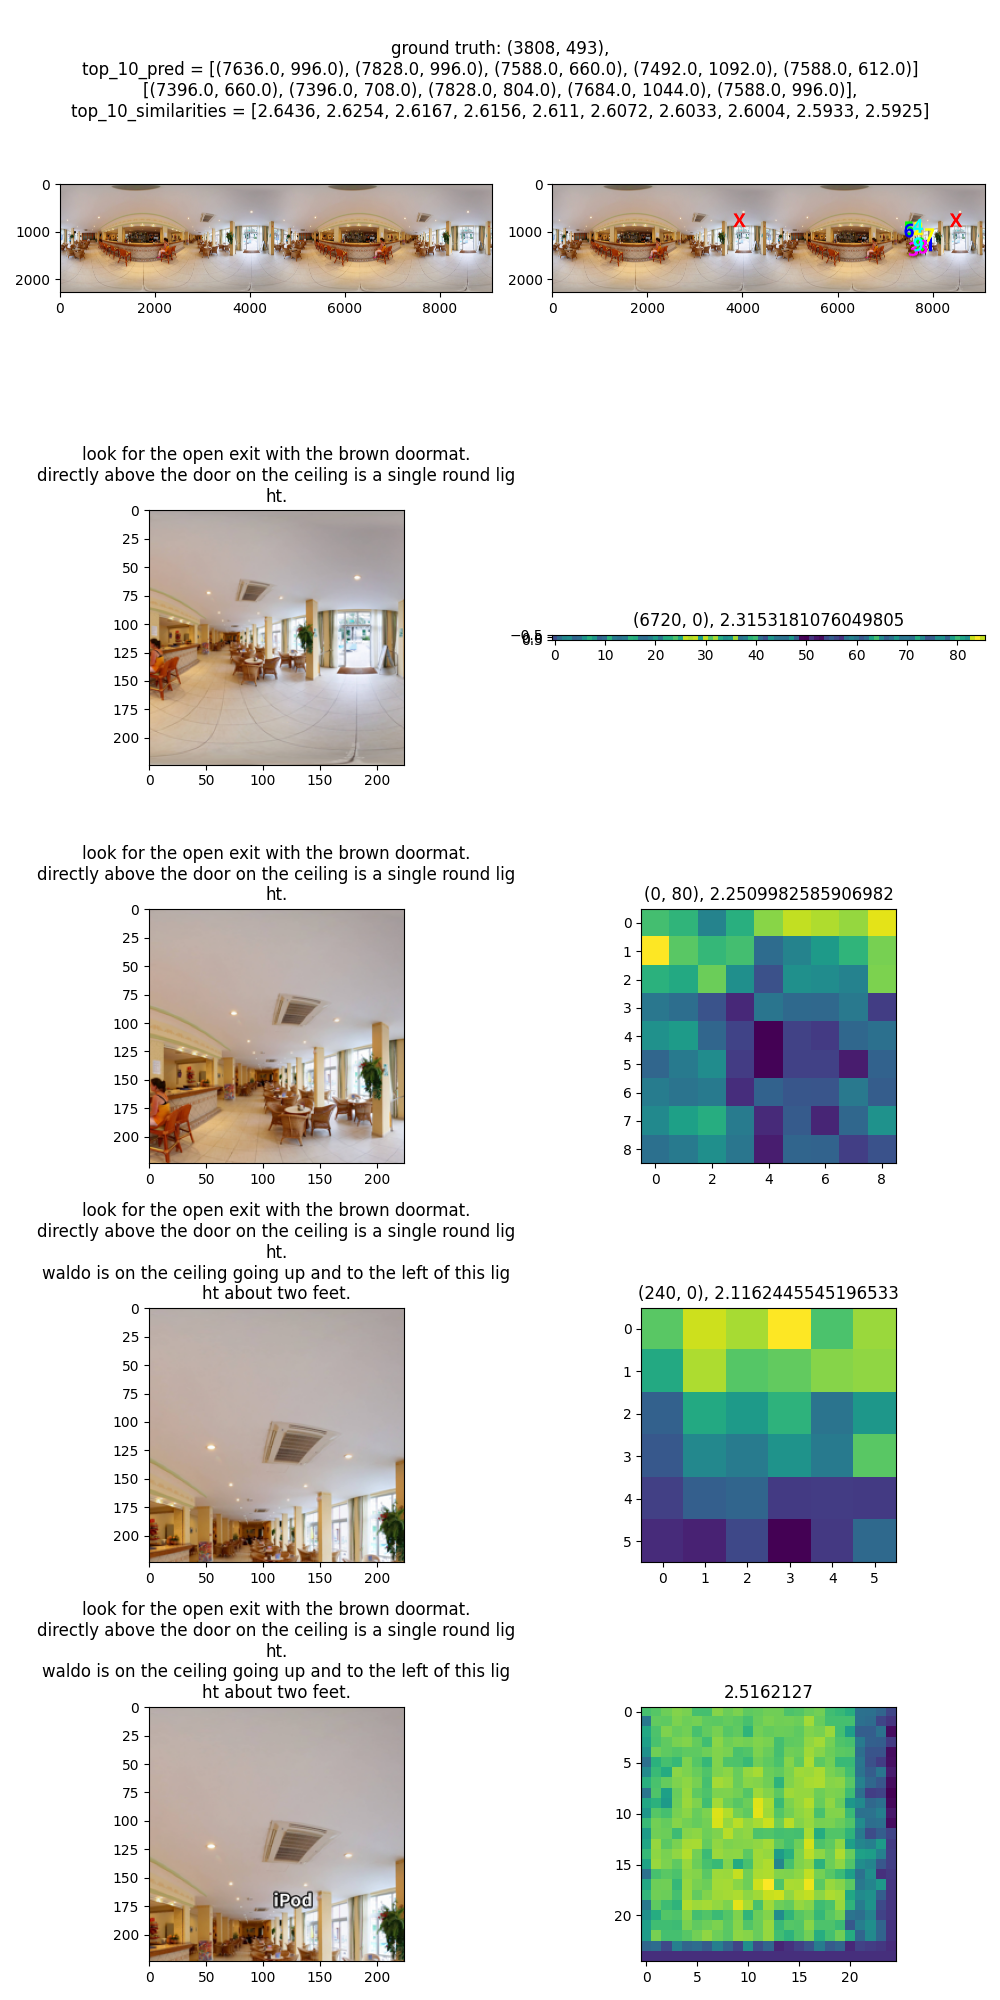 ground truth: (3808, 493),
top_10_pred = [(7636.0, 996.0), (7828.0, 996.0), (7588.0, 660.0), (7492.0, 1092.0), (7588.0, 612.0)]
[(7396.0, 660.0), (7396.0, 708.0), (7828.0, 804.0), (7684.0, 1044.0), (7588.0, 996.0)],
top_10_similarities = [2.6436, 2.6254, 2.6167, 2.6156, 2.611, 2.6072, 2.6033, 2.6004, 2.5933, 2.5925]
0
1000
2000
0 2000 4000 6000 8000
0
1000
2000
0 2000 4000 6000 8000
X X
look for the open exit with the brown doormat.
directly above the door on the ceiling is a single round lig
ht.
0
25
50
75
100
125
150
175
200
0 50 100 150 200
(6720, 0), 2.3153181076049805
0 10 20 30 40 50 60 70 80
look for the open exit with the brown doormat.
directly above the door on the ceiling is a single round lig
ht.
0
25
50
75
100
125
150
175
200
0 50 100 150 200
(0, 80), 2.2509982585906982
0
1
2
3
4
5
6
7
8
0 2 4 6 8
look for the open exit with the brown doormat.
directly above the door on the ceiling is a single round lig
ht.
waldo is on the ceiling going up and to the left of this lig
ht about two feet.
0
25
50
75
100
125
150
175
200
0 50 100 150 200
(240, 0), 2.1162445545196533
0
1
2
3
4
5
0 1 2 3 4 5
look for the open exit with the brown doormat.
directly above the door on the ceiling is a single round lig
ht.
waldo is on the ceiling going up and to the left of this lig
ht about two feet.
0
25
50
75
100
125
150
175
200
iPod
0 50 100 150 200
2.5162127
0
5
10
15
20
0 5 10 15 20